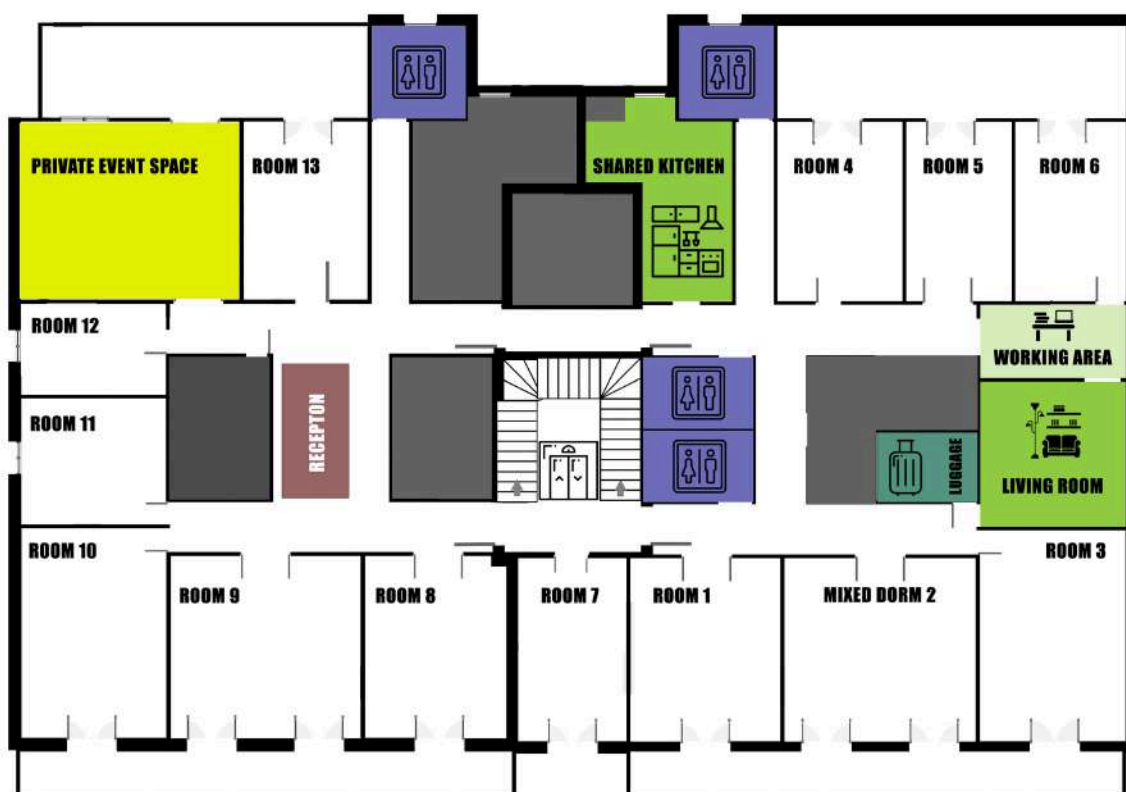 PRIVATE EVENT SPACE
ROOM 13
SHARED KITCHEN
ROOM 4
ROOM 5
ROOM 6
ROOM 12
WORKING AREA
ROOM 11
RECEPTON
LUGGAGE
LIVING ROOM
ROOM 10
ROOM 3
ROOM 9
ROOM 8
ROOM 7
ROOM 1
MIXED DORM 2